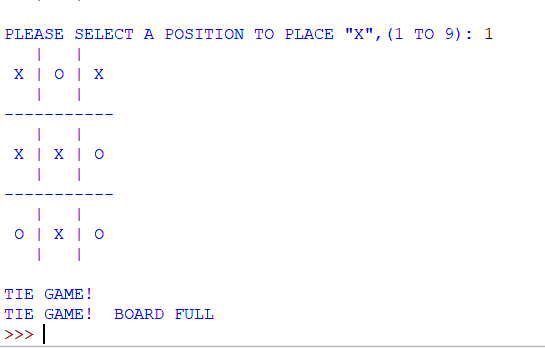 PLEASE SELECT A POSITION TO PLACE "X",(1 TO 9): 1
   |   |
 X | O | X
   |   |
-----------
   |   |
 X | X | O
   |   |
-----------
   |   |
 O | X | O
   |   |
TIE GAME!
TIE GAME!  BOARD FULL
>>>